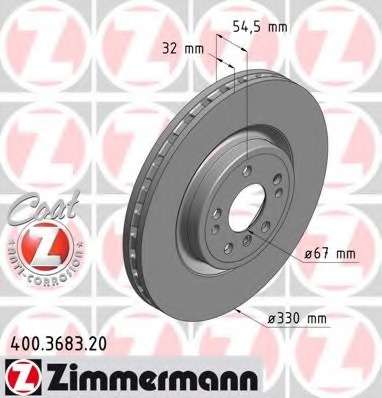 54,5 mm
32 mm
Coat
Z
ANTI-CORROSION
ø67 mm
ø330 mm
400.3683.20
Z Zimmermann